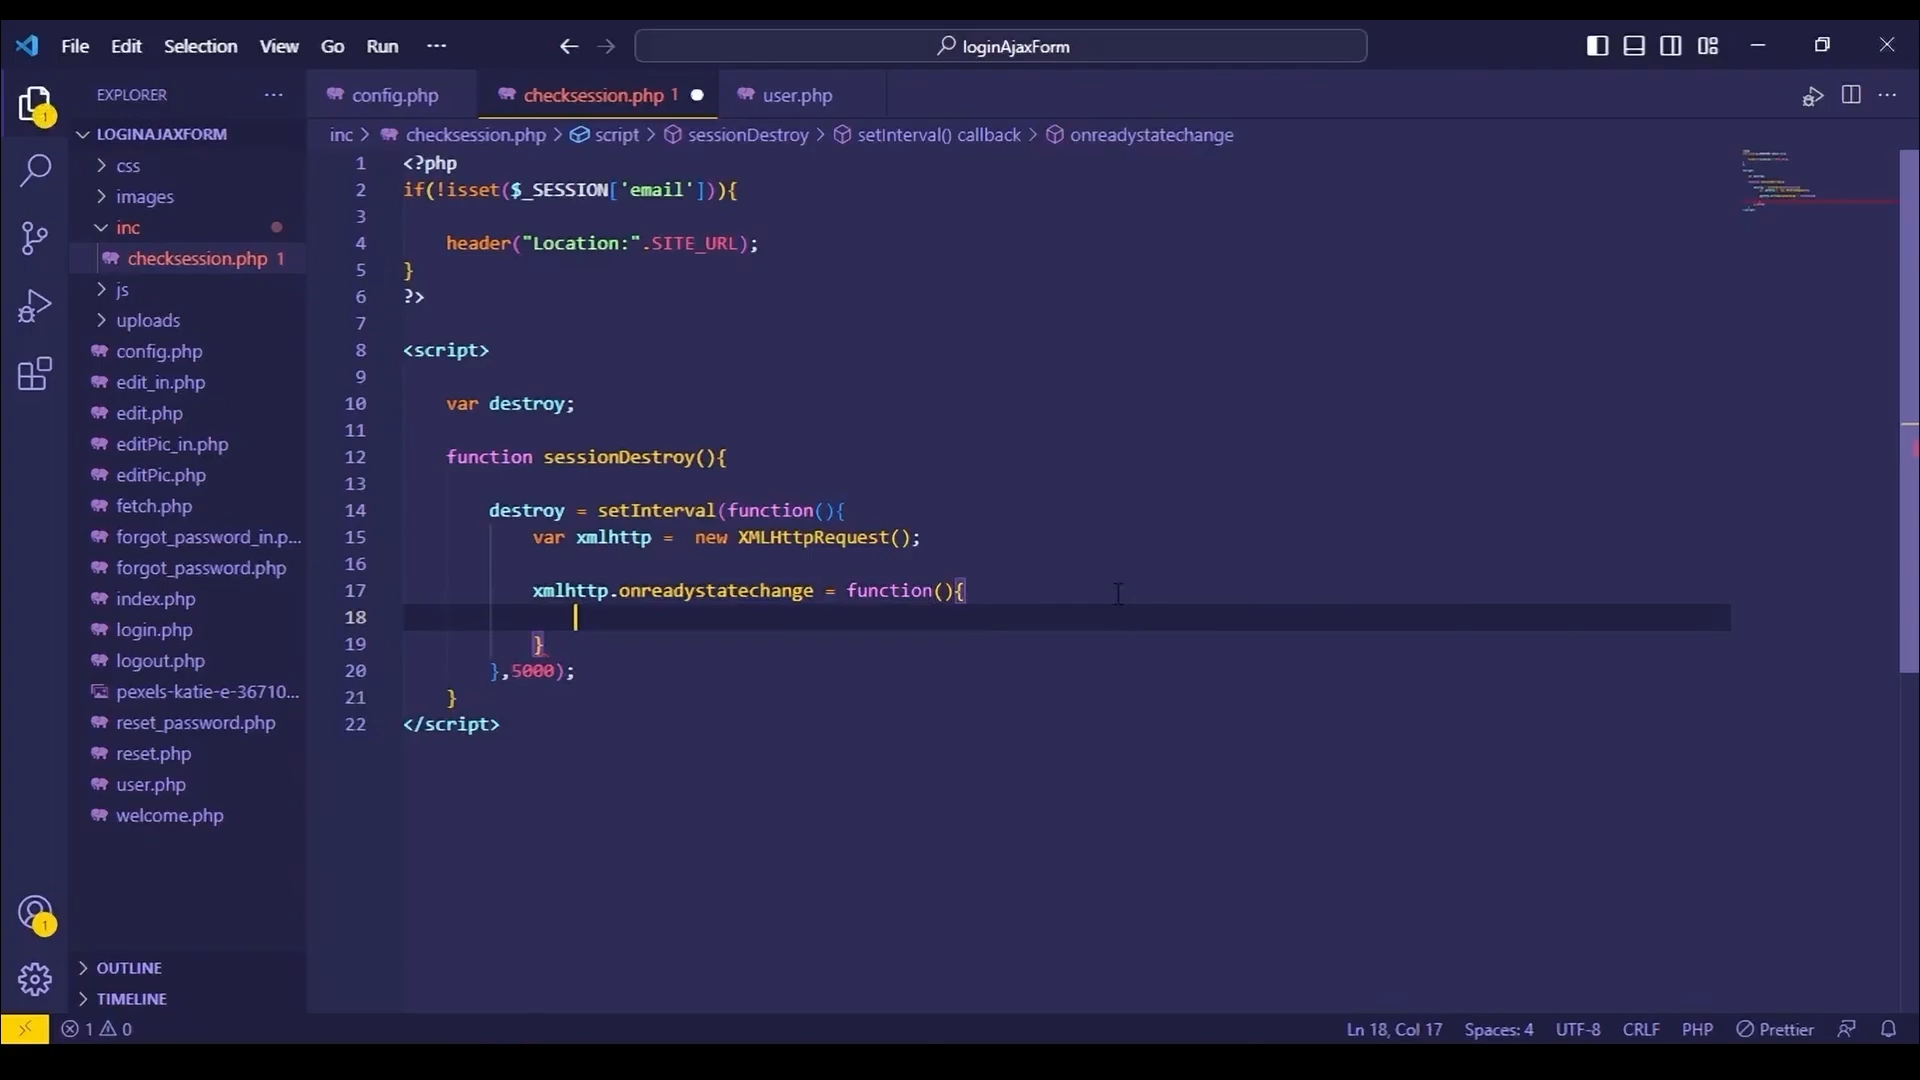 File Edit Selection View Go Run ··· loginAjaxForm
EXPLORER ···
LOGINAJAXFORM
css
images
inc
checksession.php 1
js
uploads
config.php
edit_in.php
edit.php
editPic_in.php
editPic.php
fetch.php
forgot_password_in.p...
forgot_password.php
index.php
login.php
logout.php
pexels-katie-e-36710...
reset_password.php
reset.php
user.php
welcome.php
OUTLINE
TIMELINE
1
1
config.php checksession.php 1 user.php
inc > checksession.php > script > sessionDestroy > setInterval() callback > onreadystatechange
1 <?php
2 if(!isset($_SESSION['email'])){
3
4 header("Location:".SITE_URL);
5 }
6 ?>
7
8 <script>
9
10 var destroy;
11
12 function sessionDestroy(){
13
14 destroy = setInterval(function(){
15 var xmlhttp =  new XMLHttpRequest();
16
17 xmlhttp.onreadystatechange = function(){
18
19 }
20 },5000);
21 }
22 </script>
1 0 Ln 18, Col 17 Spaces: 4 UTF-8 CRLF PHP Prettier